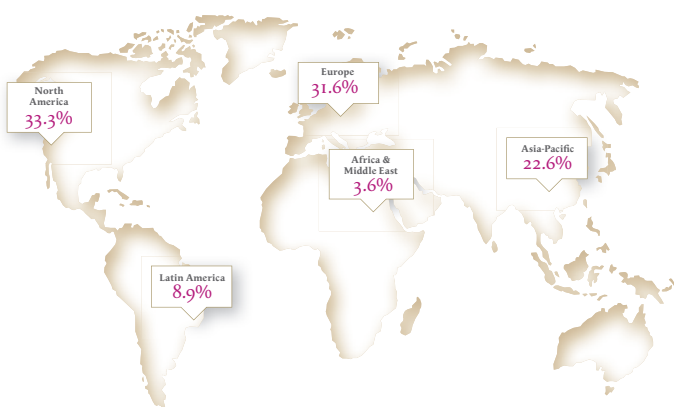 North
America
33.3%
Europe
31.6%
Africa &
Middle East
3.6%
Asia-Pacific
22.6%
Latin America
8.9%